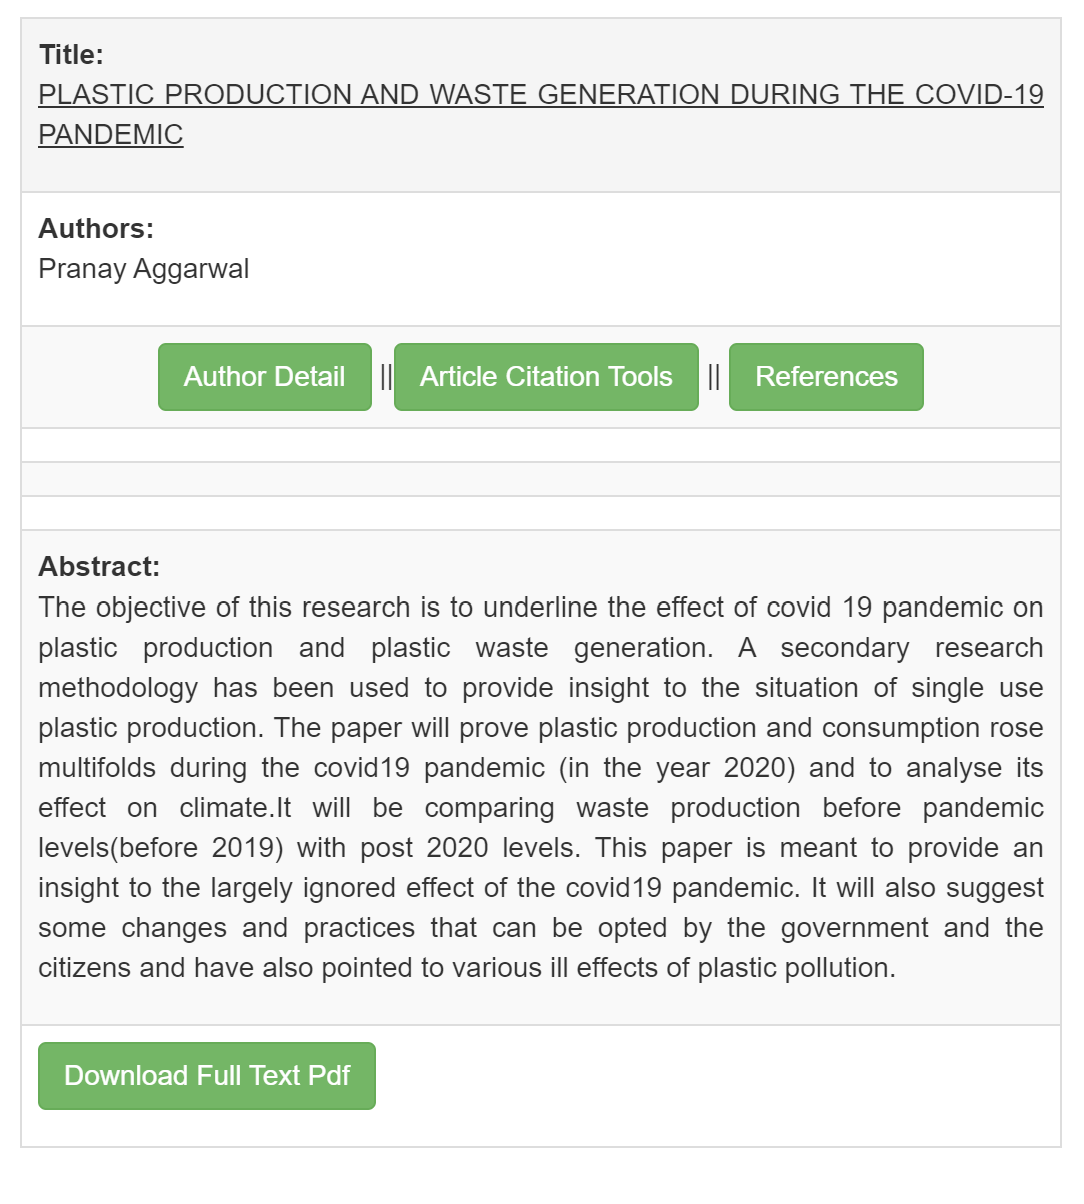 Title:
PLASTIC PRODUCTION AND WASTE GENERATION DURING THE COVID-19
PANDEMIC
Authors:
Pranay Aggarwal
Author Detail || Article Citation Tools || References
Abstract:
The objective of this research is to underline the effect of covid 19 pandemic on
plastic production and plastic waste generation. A secondary research
methodology has been used to provide insight to the situation of single use
plastic production. The paper will prove plastic production and consumption rose
multifolds during the covid19 pandemic (in the year 2020) and to analyse its
effect on climate.It will be comparing waste production before pandemic
levels(before 2019) with post 2020 levels. This paper is meant to provide an
insight to the largely ignored effect of the covid19 pandemic. It will also suggest
some changes and practices that can be opted by the government and the
citizens and have also pointed to various ill effects of plastic pollution.
Download Full Text Pdf